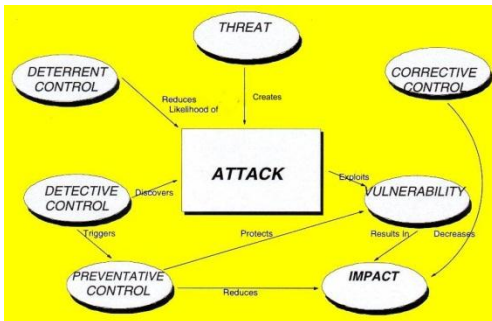 THREAT
DETERRENT
CONTROL
CORRECTIVE
CONTROL
Reduces
Likelihood of
Creates
ATTACK
DETECTIVE
CONTROL
Discovers
Exploits
VULNERABILITY
Triggers
Protects
Results In
Decreases
PREVENTATIVE
CONTROL
Reduces
IMPACT